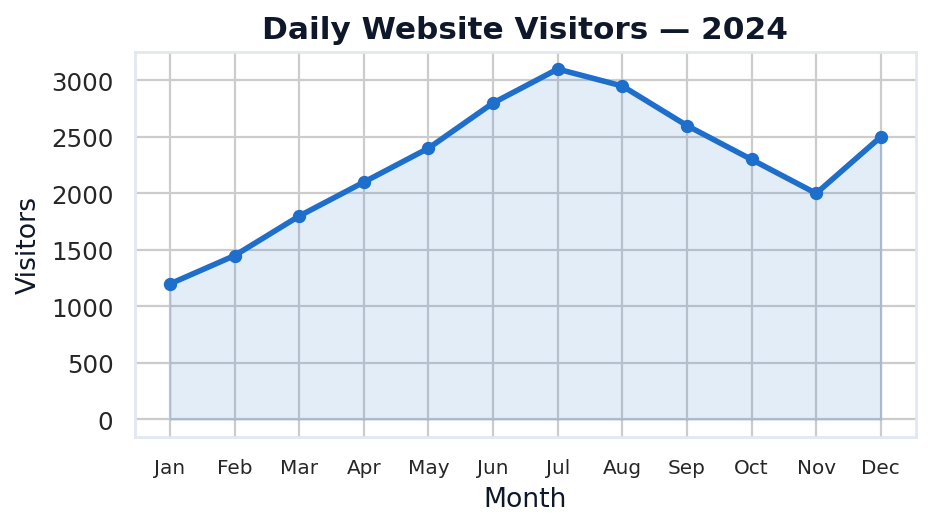 Daily Website Visitors — 2024
Visitors
3000
2500
2000
1500
1000
500
0
Jan Feb Mar Apr May Jun Jul Aug Sep Oct Nov Dec
Month